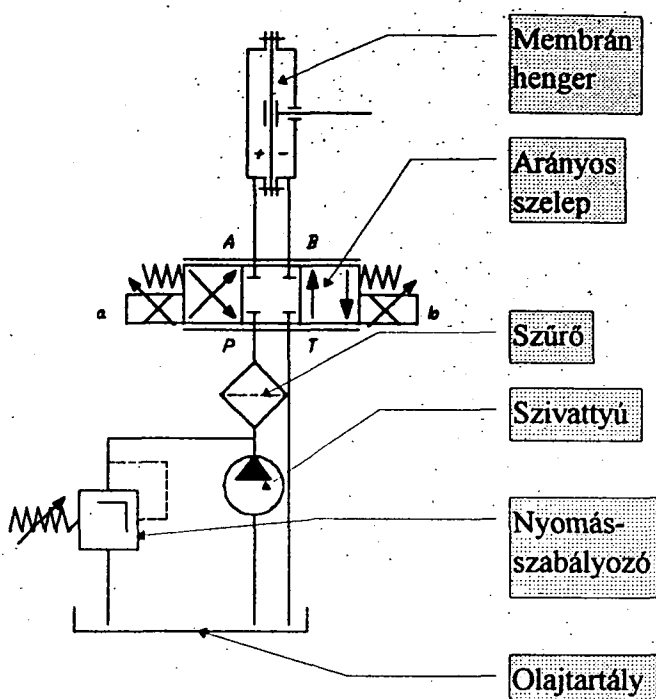 Membrán
henger
+ −
Arányos
szelep
A B
a b
P T
Szűrő
Szivattyú
Nyomás-
szabályozó
Olajtartály